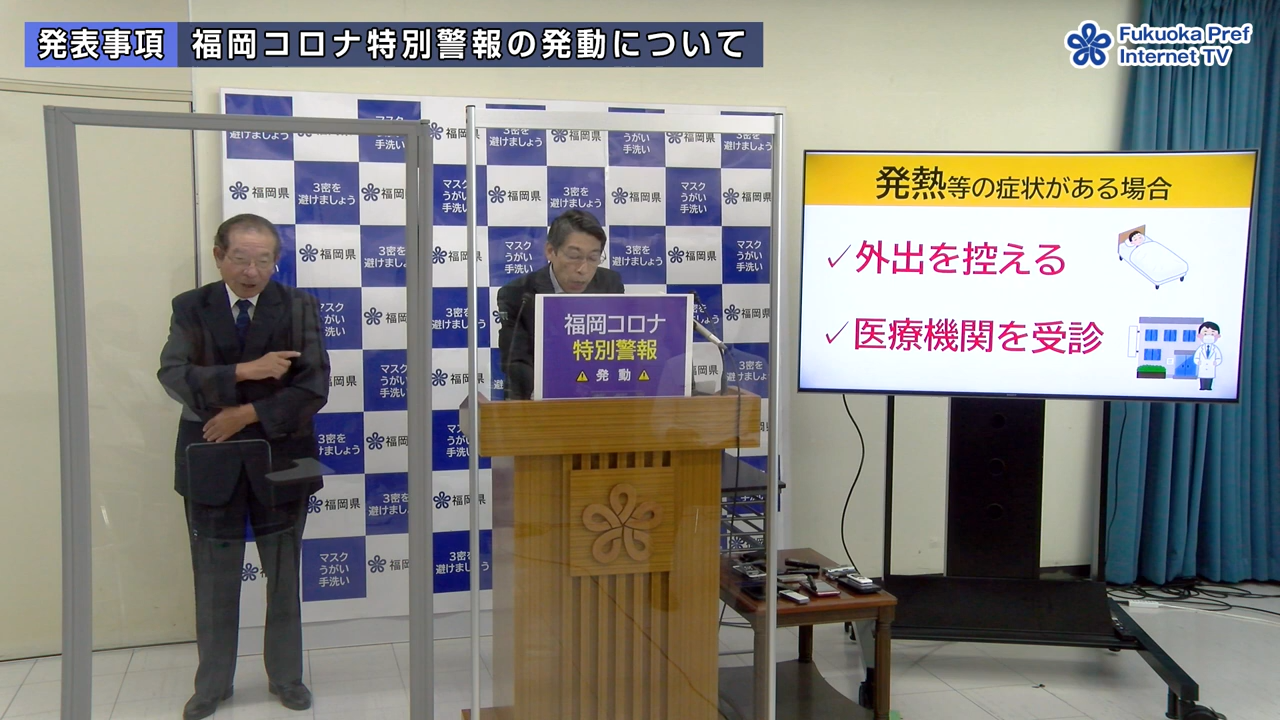 発表事項 福岡コロナ特別警報の発動について
Fukuoka Pref
Internet TV
発熱等の症状がある場合
✓外出を控える
✓医療機関を受診
福岡コロナ
特別警報
発動
福岡県
3密を
避けましょう
マスク
うがい
手洗い